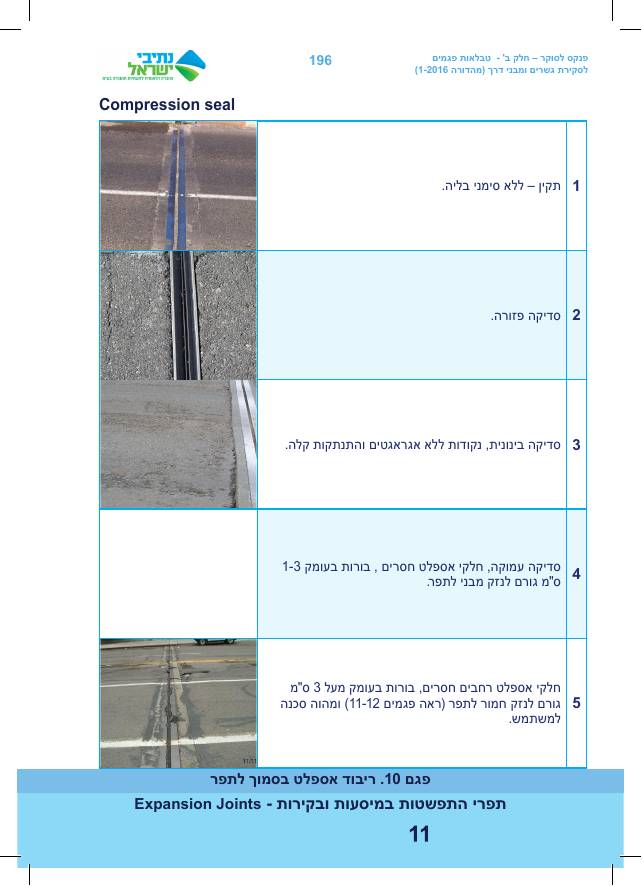 פנקס לסוקר – חלק ב' - טבלאות פגמים
לסקירת גשרים ומבני דרך (מהדורה 1-2016)
196
נתיבי
ישראל
Compression seal
1
תקין – ללא סימני בליה.
2
סדיקה פזורה.
3
סדיקה בינונית, נקודות ללא אגראגטים והתנתקות קלה.
4
סדיקה עמוקה, חלקי אספלט חסרים , בורות בעומק 1-3
ס"מ גורם לנזק מבני לתפר.
5
חלקי אספלט רחבים חסרים, בורות בעומק מעל 3 ס"מ
גורם לנזק חמור לתפר (ראה פגמים 11-12) ומהוה סכנה
למשתמש.
פגם 10. ריבוד אספלט בסמוך לתפר
תפרי התפשטות במיסעות ובקירות - Expansion Joints
11